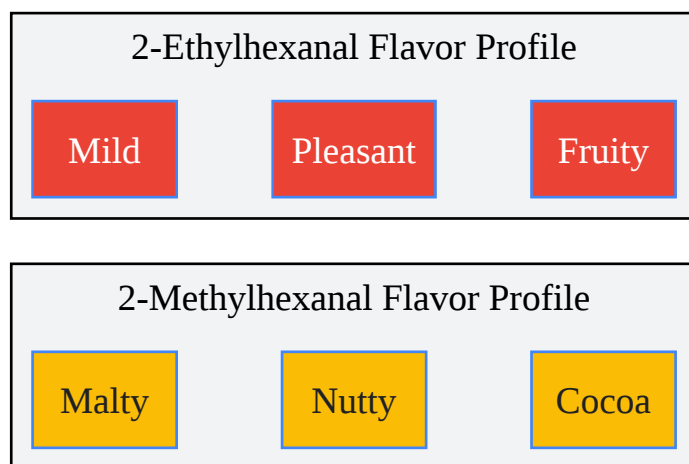 2-Ethylhexanal Flavor Profile
Mild Pleasant Fruity
2-Methylhexanal Flavor Profile
Malty Nutty Cocoa